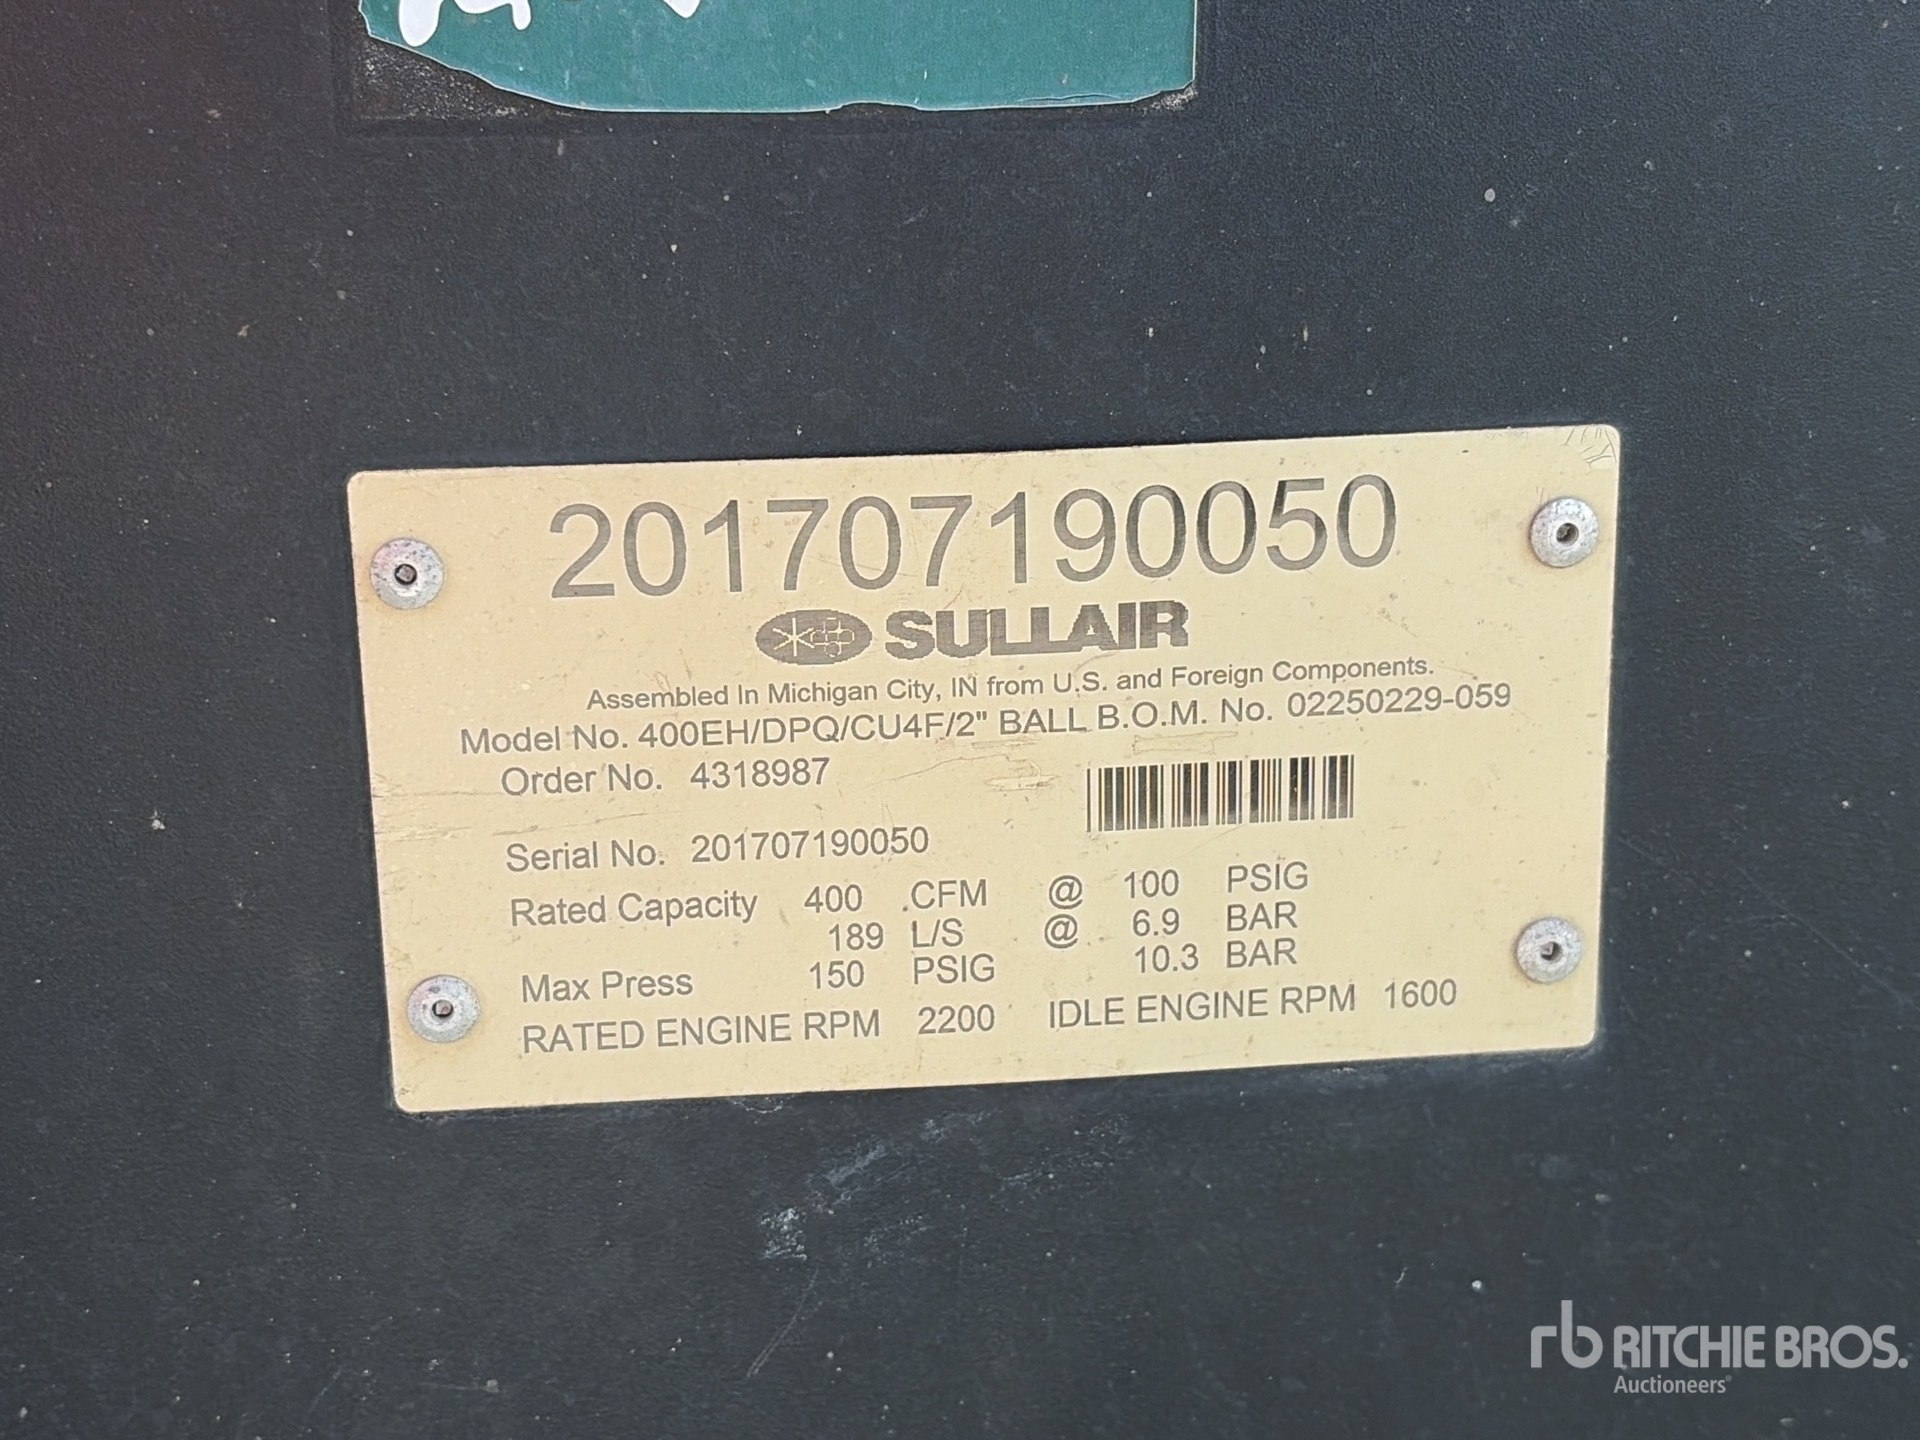 201707190050
SULLAIR
Assembled In Michigan City, IN from U.S. and Foreign Components.
Model No. 400EH/DPQ/CU4F/2" BALL B.O.M. No. 02250229-059
Order No. 4318987
Serial No. 201707190050
Rated Capacity 400 .CFM @ 100 PSIG
189 L/S @ 6.9 BAR
Max Press 150 PSIG 10.3 BAR
RATED ENGINE RPM 2200 IDLE ENGINE RPM 1600
rb RITCHIE BROS.
Auctioneers